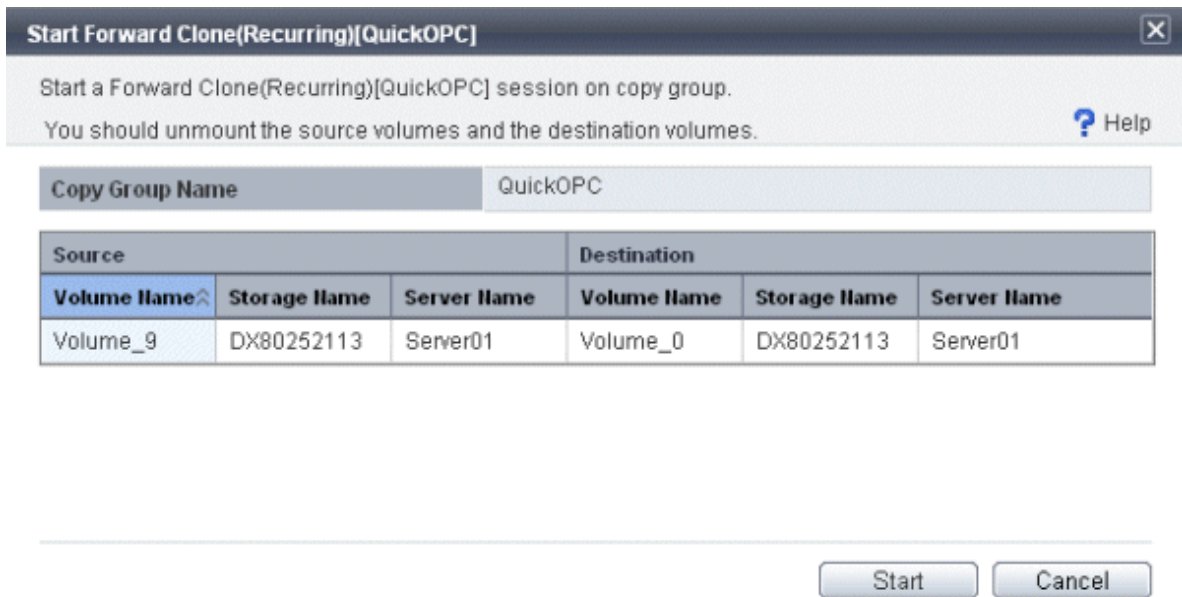 Start Forward Clone(Recurring)[QuickOPC]
Start a Forward Clone(Recurring)[QuickOPC] session on copy group.
You should unmount the source volumes and the destination volumes.
? Help
Copy Group Name QuickOPC
Source Destination
Volume Name Storage Name Server Name Volume Name Storage Name Server Name
Volume_9 DX80252113 Server01 Volume_0 DX80252113 Server01
Start Cancel